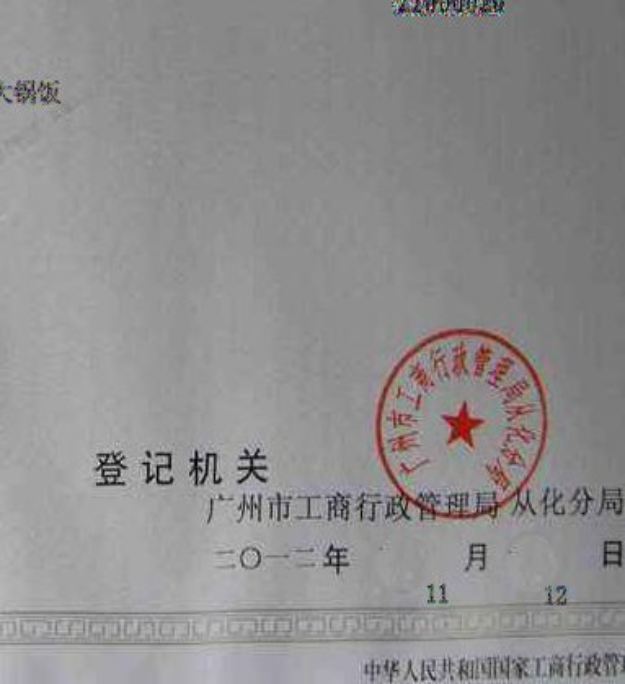 大锅饭
广州市工商行政管理局从化分局
登记机关
广州市工商行政管理局 从化分局
二〇一二年 月 日
11 12
中华人民共和国国家工商行政管